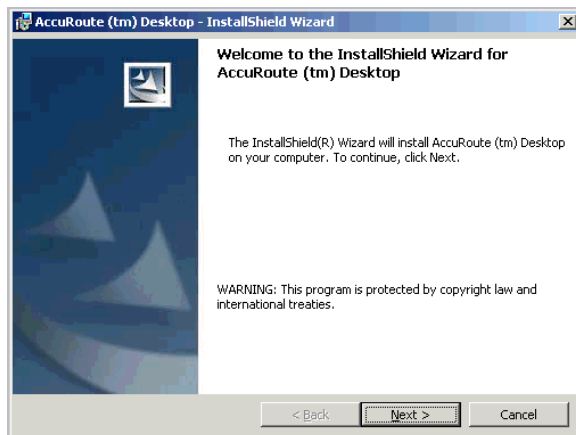 AccuRoute (tm) Desktop - InstallShield Wizard
Welcome to the InstallShield Wizard for
AccuRoute (tm) Desktop
The InstallShield(R) Wizard will install AccuRoute (tm) Desktop
on your computer. To continue, click Next.
WARNING: This program is protected by copyright law and
international treaties.
< Back
Next >
Cancel